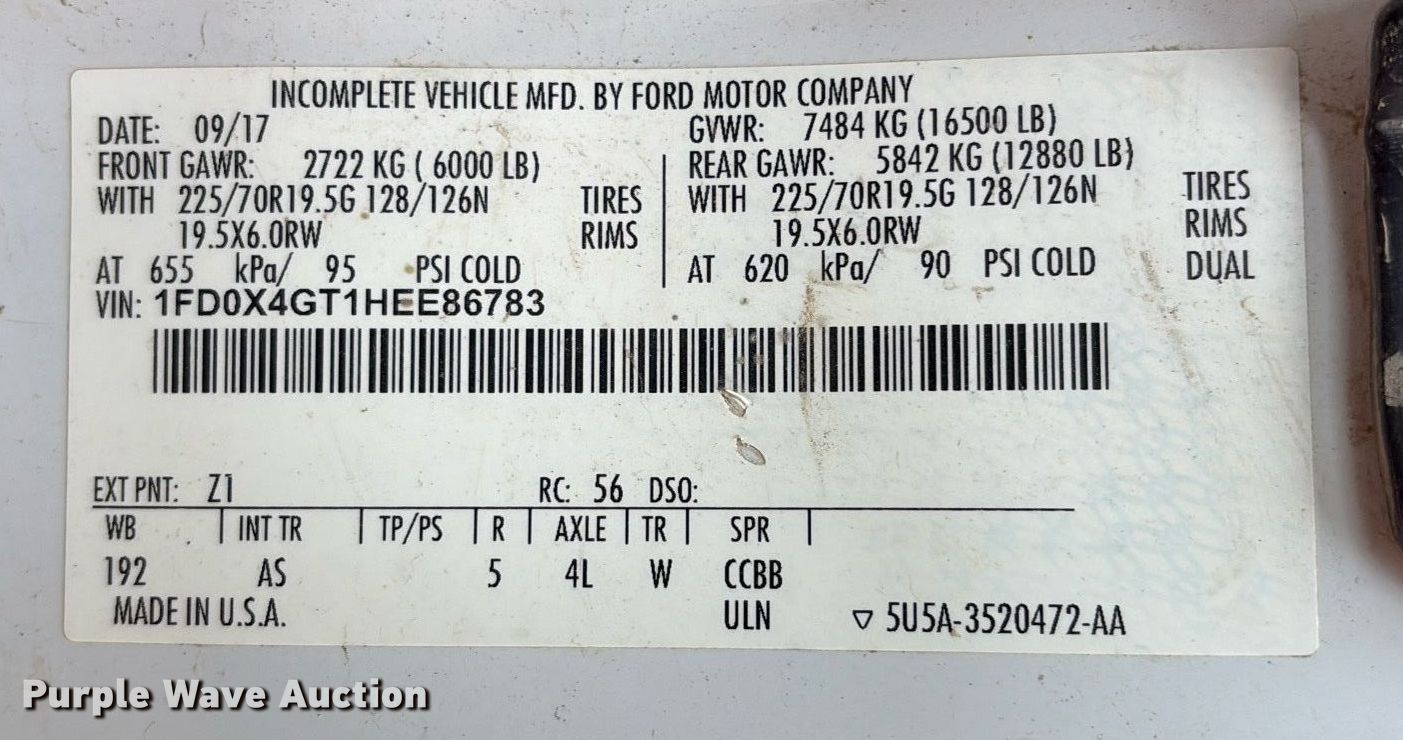 INCOMPLETE VEHICLE MFD. BY FORD MOTOR COMPANY
DATE: 09/17 GVWR: 7484 KG (16500 LB)
FRONT GAWR: 2722 KG ( 6000 LB) REAR GAWR: 5842 KG (12880 LB)
WITH 225/70R19.5G 128/126N TIRES WITH 225/70R19.5G 128/126N TIRES
19.5X6.0RW RIMS 19.5X6.0RW RIMS
AT 655 kPa/ 95 PSI COLD AT 620 kPa/ 90 PSI COLD DUAL
VIN: 1FD0X4GT1HEE86783
EXT PNT: Z1 RC: 56 DSO:
WB INT TR TP/PS R AXLE TR SPR
192 AS 5 4L W CCBB
MADE IN U.S.A. ULN ▽ 5U5A-3520472-AA
Purple Wave Auction